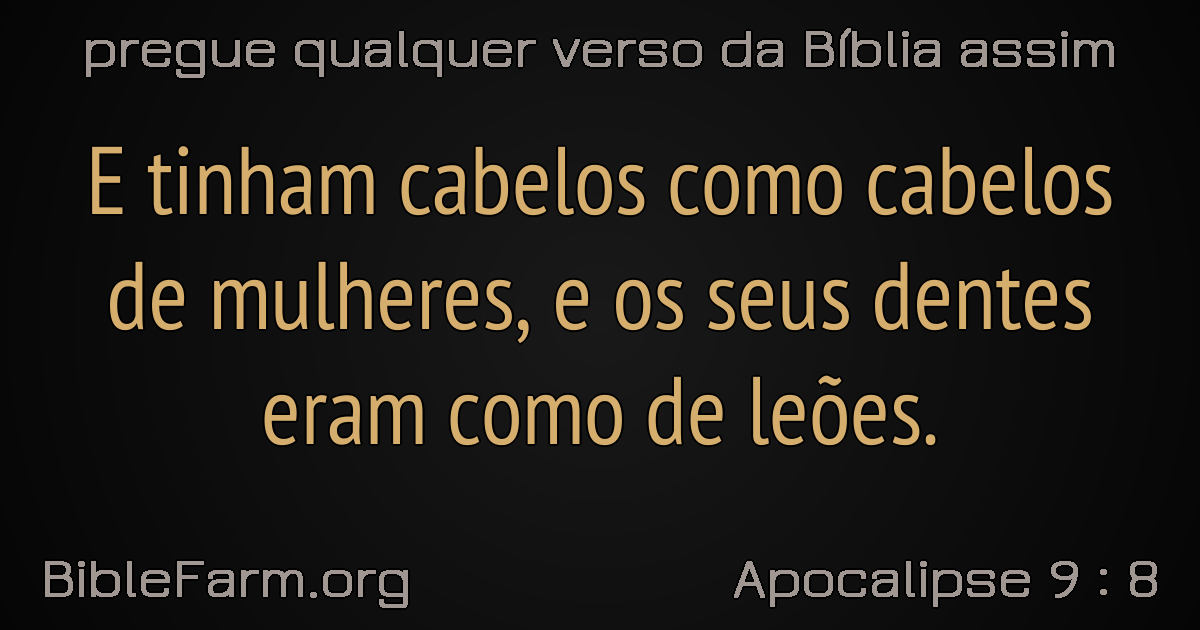 pregue qualquer verso da Bíblia assim
E tinham cabelos como cabelos
de mulheres, e os seus dentes
eram como de leões.
BibleFarm.org
Apocalipse 9 : 8